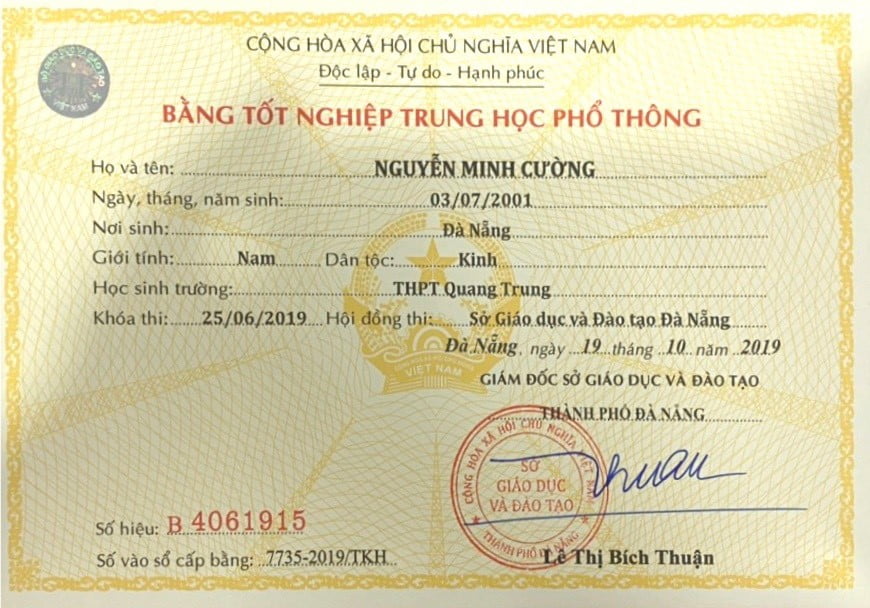 CỘNG HÒA XÃ HỘI CHỦ NGHĨA VIỆT NAM
Độc lập - Tự do - Hạnh phúc
BẰNG TỐT NGHIỆP TRUNG HỌC PHỔ THÔNG
Họ và tên: NGUYỄN MINH CƯỜNG
Ngày, tháng, năm sinh: 03/07/2001
Nơi sinh: Đà Nẵng
Giới tính: Nam Dân tộc: Kinh
Học sinh trường: THPT Quang Trung
Khóa thi: 25/06/2019 Hội đồng thi: Sở Giáo dục và Đào tạo Đà Nẵng
Đà Nẵng, ngày 19 tháng 10 năm 2019
GIÁM ĐỐC SỞ GIÁO DỤC VÀ ĐÀO TẠO
THÀNH PHỐ ĐÀ NẴNG
VIỆT NAM
CỘNG HÒA XÃ HỘI CHỦ NGHĨA VIỆT NAM
SỞ
GIÁO DỤC
VÀ ĐÀO TẠO
THÀNH PHỐ ĐÀ NẴNG
Số hiệu: B 4061915
Số vào sổ cấp bằng: 7735-2019/TKH
Lê Thị Bích Thuận